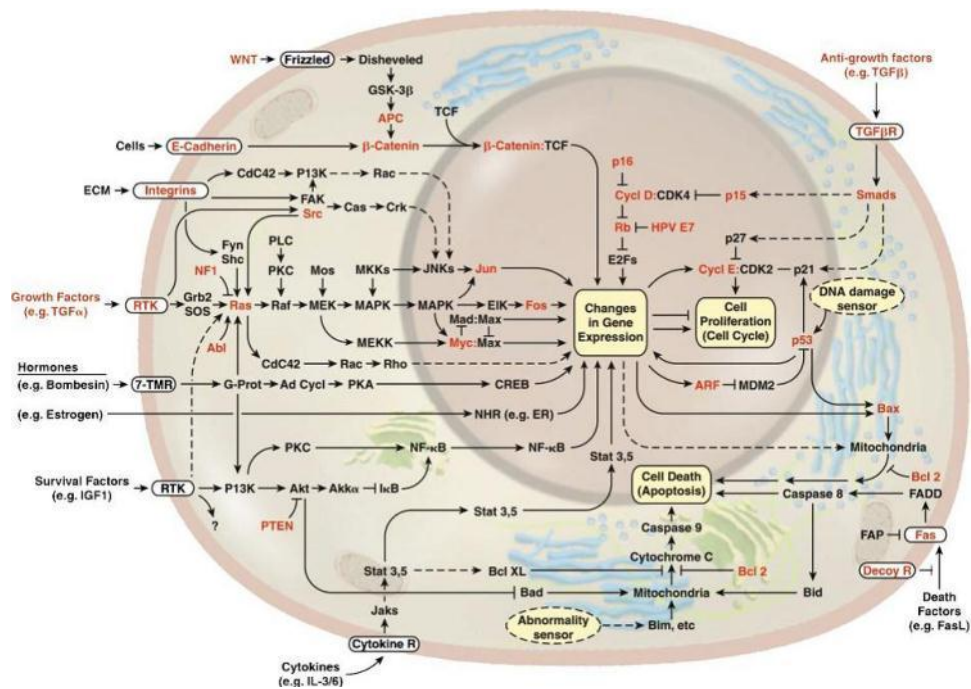 WNT
Frizzled
Disheveled
GSK-3β
APC
TCF
Cells
E-Cadherin
β-Catenin
β-Catenin:TCF
Anti-growth factors
(e.g. TGFβ)
TGFβR
Smads
ECM
Integrins
CdC42
P13K
Rac
FAK
Src
Cas
Crk
p16
Cycl D:CDK4
p15
Rb
HPV E7
E2Fs
p27
Cycl E:CDK2
p21
Fyn
Shc
PLC
PKC
NF1
Mos
MKKs
JNKs
Jun
Growth Factors
(e.g. TGFα)
RTK
Grb2
SOS
Ras
Raf
MEK
MAPK
MAPK
ElK
Fos
Abl
Mad:Max
MEKK
Myc:Max
CdC42
Rac
Rho
Changes
in Gene
Expression
Cell
Proliferation
(Cell Cycle)
DNA damage
sensor
p53
ARF
MDM2
Hormones
(e.g. Bombesin)
7-TMR
G-Prot
Ad Cycl
PKA
CREB
(e.g. Estrogen)
NHR (e.g. ER)
Bax
Mitochondria
Bcl 2
PKC
NF-κB
NF-κB
Stat 3,5
Survival Factors
(e.g. IGF1)
RTK
P13K
Akt
Akkα
IκB
?
PTEN
Cell Death
(Apoptosis)
Caspase 8
FADD
FAP
Fas
Decoy R
Death
Factors
(e.g. FasL)
Stat 3,5
Caspase 9
Cytochrome C
Stat 3,5
Bcl XL
Bcl 2
Bad
Mitochondria
Bid
Jaks
Abnormality
sensor
Bim, etc
Cytokine R
Cytokines
(e.g. IL-3/6)